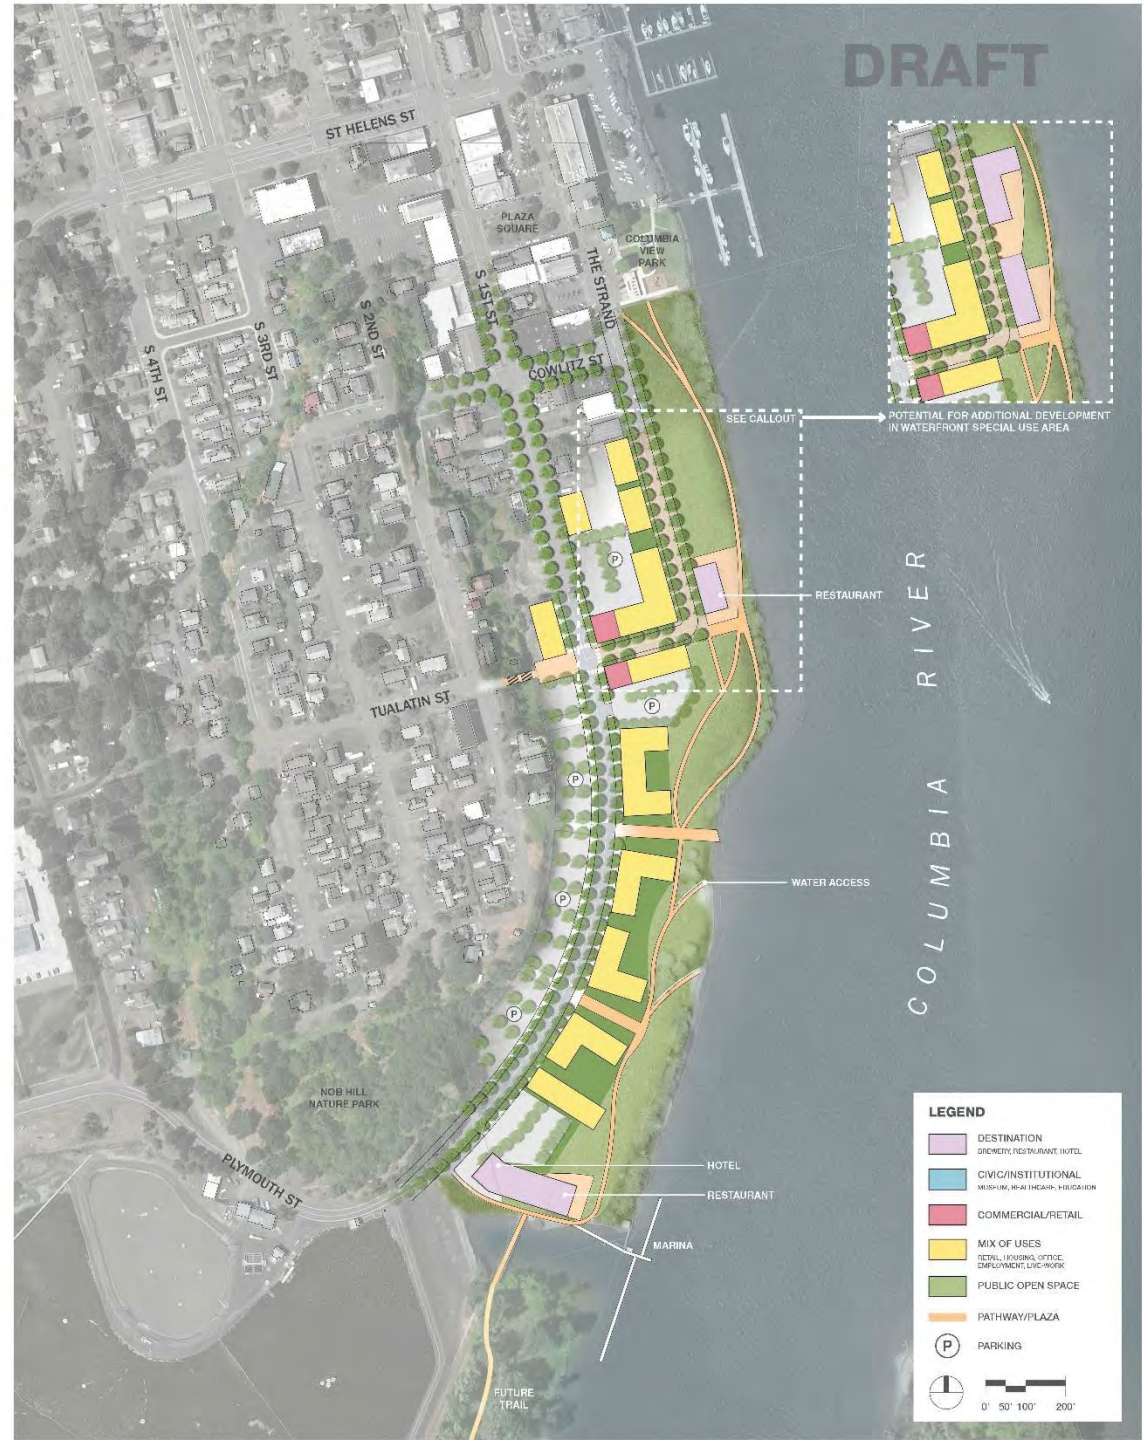 DRAFT
ST HELENS ST
PLAZA
SQUARE
COLUMBIA
VIEW
PARK
THE STRAND
S 1ST ST
S 2ND ST
S 3RD ST
S 4TH ST
COWLITZ ST
SEE CALLOUT
POTENTIAL FOR ADDITIONAL DEVELOPMENT
IN WATERFRONT SPECIAL USE AREA
P
RESTAURANT
COLUMBIA RIVER
TUALATIN ST
P
P
WATER ACCESS
P
P
NOB HILL
NATURE PARK
PLYMOUTH ST
HOTEL
RESTAURANT
MARINA
FUTURE
TRAIL
LEGEND
DESTINATION
BREWERY, RESTAURANT, HOTEL
CIVIC/INSTITUTIONAL
MUSEUM, HEALTHCARE, EDUCATION
COMMERCIAL/RETAIL
MIX OF USES
RETAIL, HOUSING, OFFICE,
EMPLOYMENT, LIVE-WORK
PUBLIC OPEN SPACE
PATHWAY/PLAZA
P PARKING
0' 50' 100' 200'